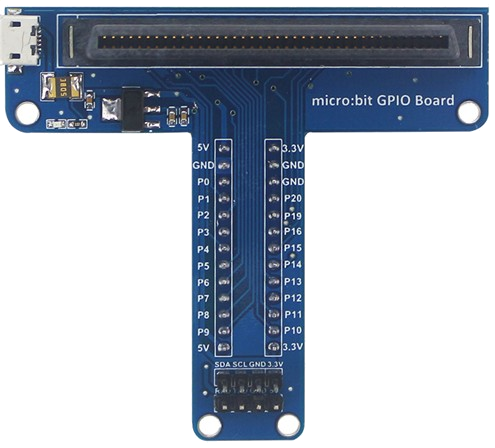 50BE
micro:bit GPIO Board
5V 3.3V
GND GND
P0 GND
P1 P20
P2 P19
P3 P16
P4 P15
P5 P14
P6 P13
P7 P12
P8 P11
P9 P10
5V 3.3V
SDA SCL GND 3.3V